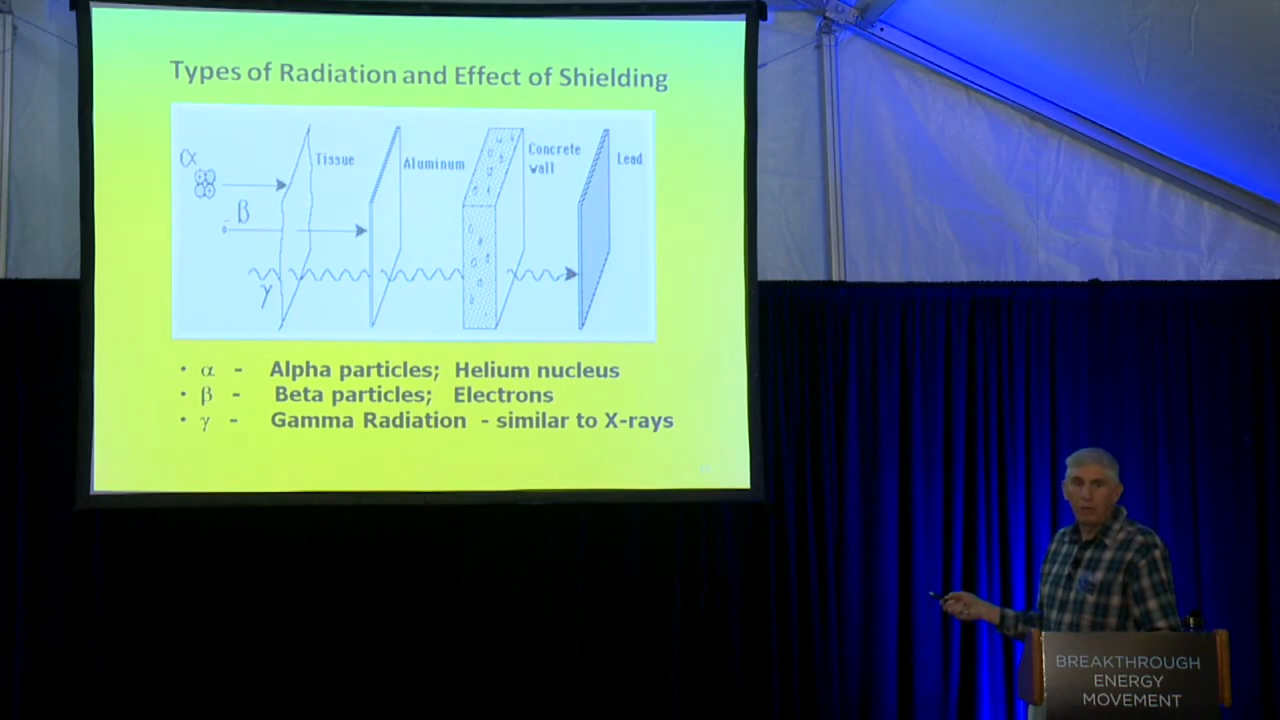 Types of Radiation and Effect of Shielding
α
Tissue
Aluminum
Concrete
wall
Lead
β
γ
• α - Alpha particles; Helium nucleus
• β - Beta particles; Electrons
• γ - Gamma Radiation - similar to X-rays
BREAKTHROUGH
ENERGY
MOVEMENT